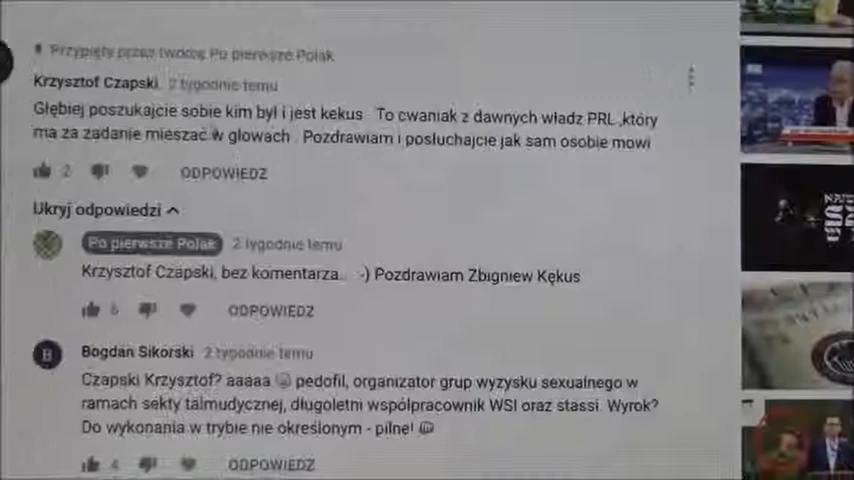 Przypięty przez twórcę Po pierwsze Polak
Krzysztof Czapski 2 tygodnie temu
Głębiej poszukajcie sobie kim był i jest kekus To cwaniak z dawnych władz PRL ,który
ma za zadanie mieszać w glowach Pozdrawiam i posłuchajcie jak sam osobie mowi
2 ODPOWIEDZ
Ukryj odpowiedzi
Po pierwsze Polak 2 tygodnie temu
Krzysztof Czapski, bez komentarza... :-) Pozdrawiam Zbigniew Kękus
6 ODPOWIEDZ
B Bogdan Sikorski 2 tygodnie temu
Czapski Krzysztof? aaaaa pedofil, organizator grup wyzysku sexualnego w
ramach sekty talmudycznej, długoletni współpracownik WSI oraz stassi. Wyrok?
Do wykonania w trybie nie określonym - pilne!
4 ODPOWIEDZ